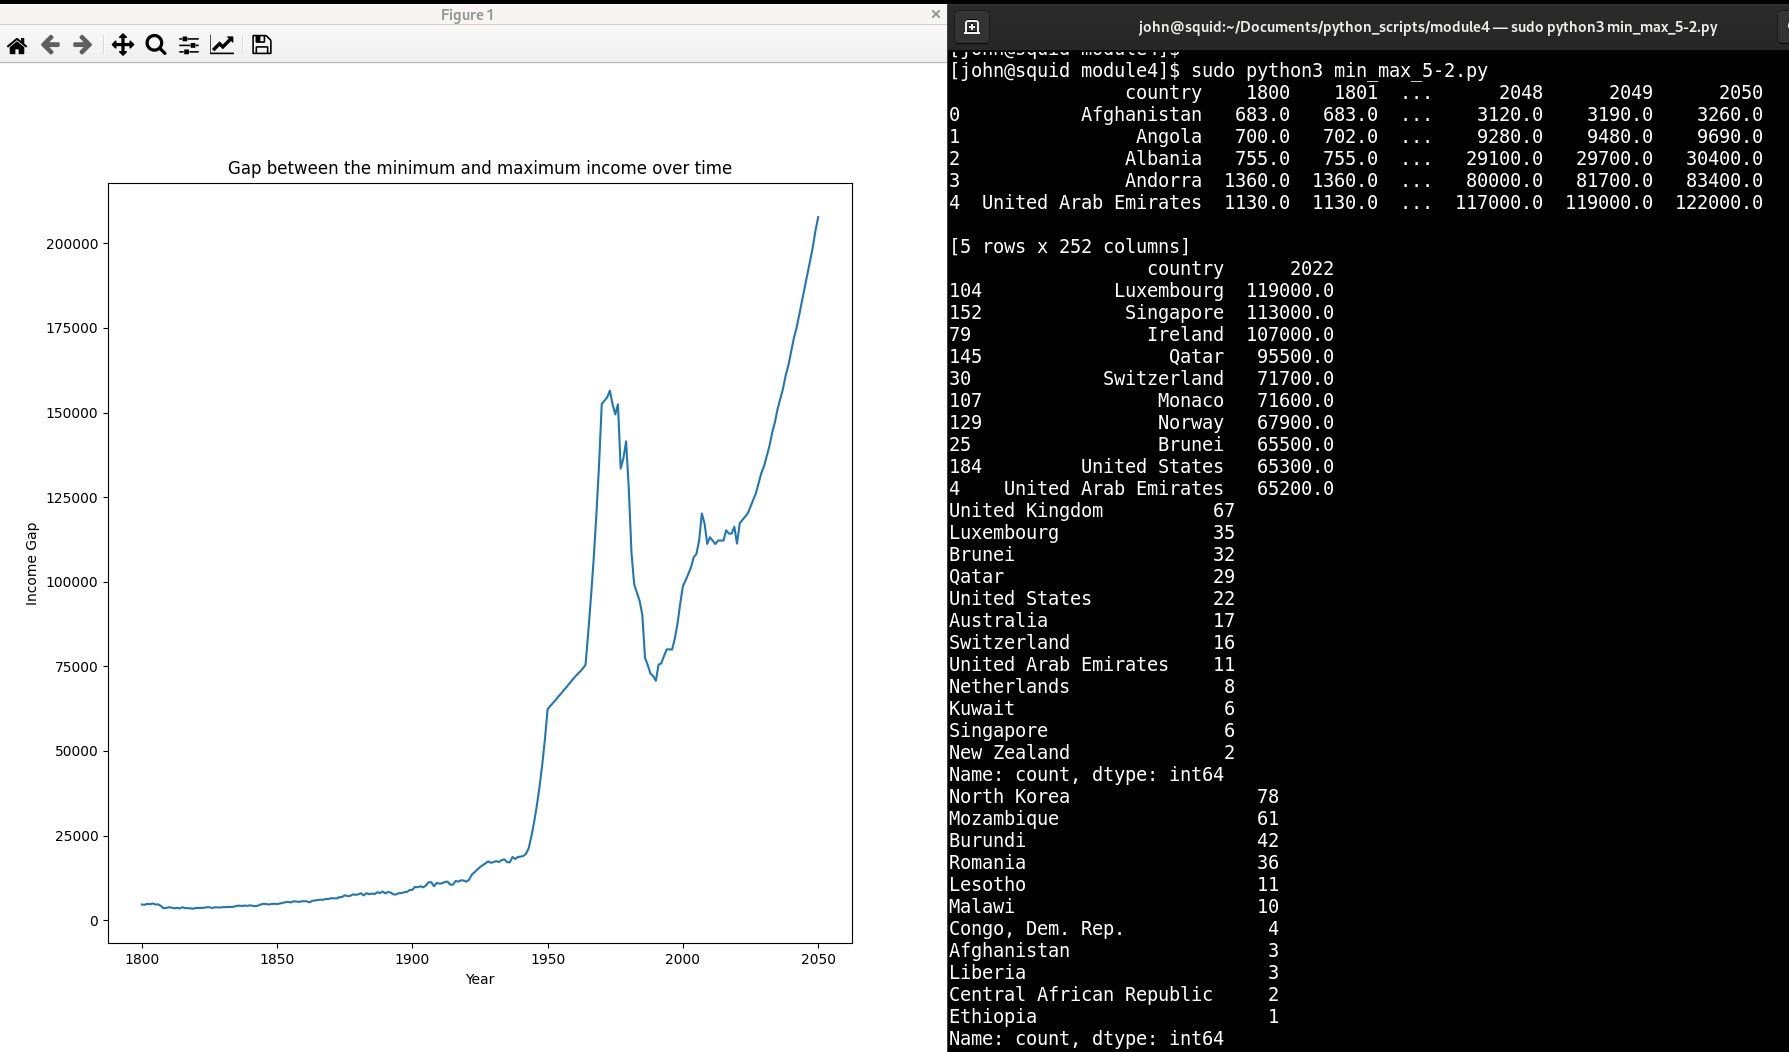 Figure 1
×
Gap between the minimum and maximum income over time
200000
175000
150000
125000
100000
75000
50000
25000
0
Income Gap
1800 1850 1900 1950 2000 2050
Year
john@squid:~/Documents/python_scripts/module4 — sudo python3 min_max_5-2.py
[john@squid module4]$
[john@squid module4]$ sudo python3 min_max_5-2.py
country 1800 1801 ... 2048 2049 2050
0 Afghanistan 683.0 683.0 ... 3120.0 3190.0 3260.0
1 Angola 700.0 702.0 ... 9280.0 9480.0 9690.0
2 Albania 755.0 755.0 ... 29100.0 29700.0 30400.0
3 Andorra 1360.0 1360.0 ... 80000.0 81700.0 83400.0
4 United Arab Emirates 1130.0 1130.0 ... 117000.0 119000.0 122000.0
[5 rows x 252 columns]
country 2022
104 Luxembourg 119000.0
152 Singapore 113000.0
79 Ireland 107000.0
145 Qatar 95500.0
30 Switzerland 71700.0
107 Monaco 71600.0
129 Norway 67900.0
25 Brunei 65500.0
184 United States 65300.0
4 United Arab Emirates 65200.0
United Kingdom 67
Luxembourg 35
Brunei 32
Qatar 29
United States 22
Australia 17
Switzerland 16
United Arab Emirates 11
Netherlands 8
Kuwait 6
Singapore 6
New Zealand 2
Name: count, dtype: int64
North Korea 78
Mozambique 61
Burundi 42
Romania 36
Lesotho 11
Malawi 10
Congo, Dem. Rep. 4
Afghanistan 3
Liberia 3
Central African Republic 2
Ethiopia 1
Name: count, dtype: int64